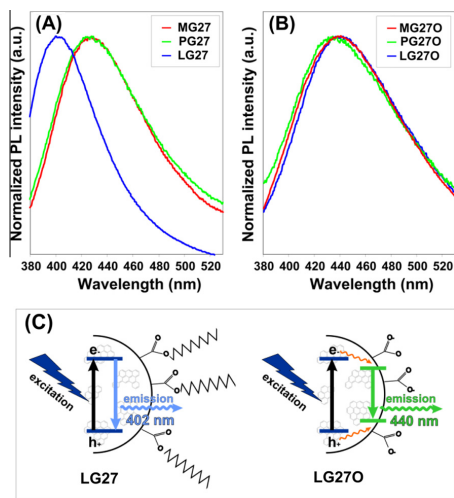 (A)
MG27
PG27
LG27
Normalized PL intensity (a.u.)
380 400 420 440 460 480 500 520
Wavelength (nm)
(B)
MG27O
PG27O
LG27O
Normalized PL intensity (a.u.)
380 400 420 440 460 480 500 520
Wavelength (nm)
(C)
excitation
e-
h+
emission
402 nm
O
O
O
O
O
O
LG27
excitation
e-
h+
emission
440 nm
O
O-
O
O-
O
O-
LG27O